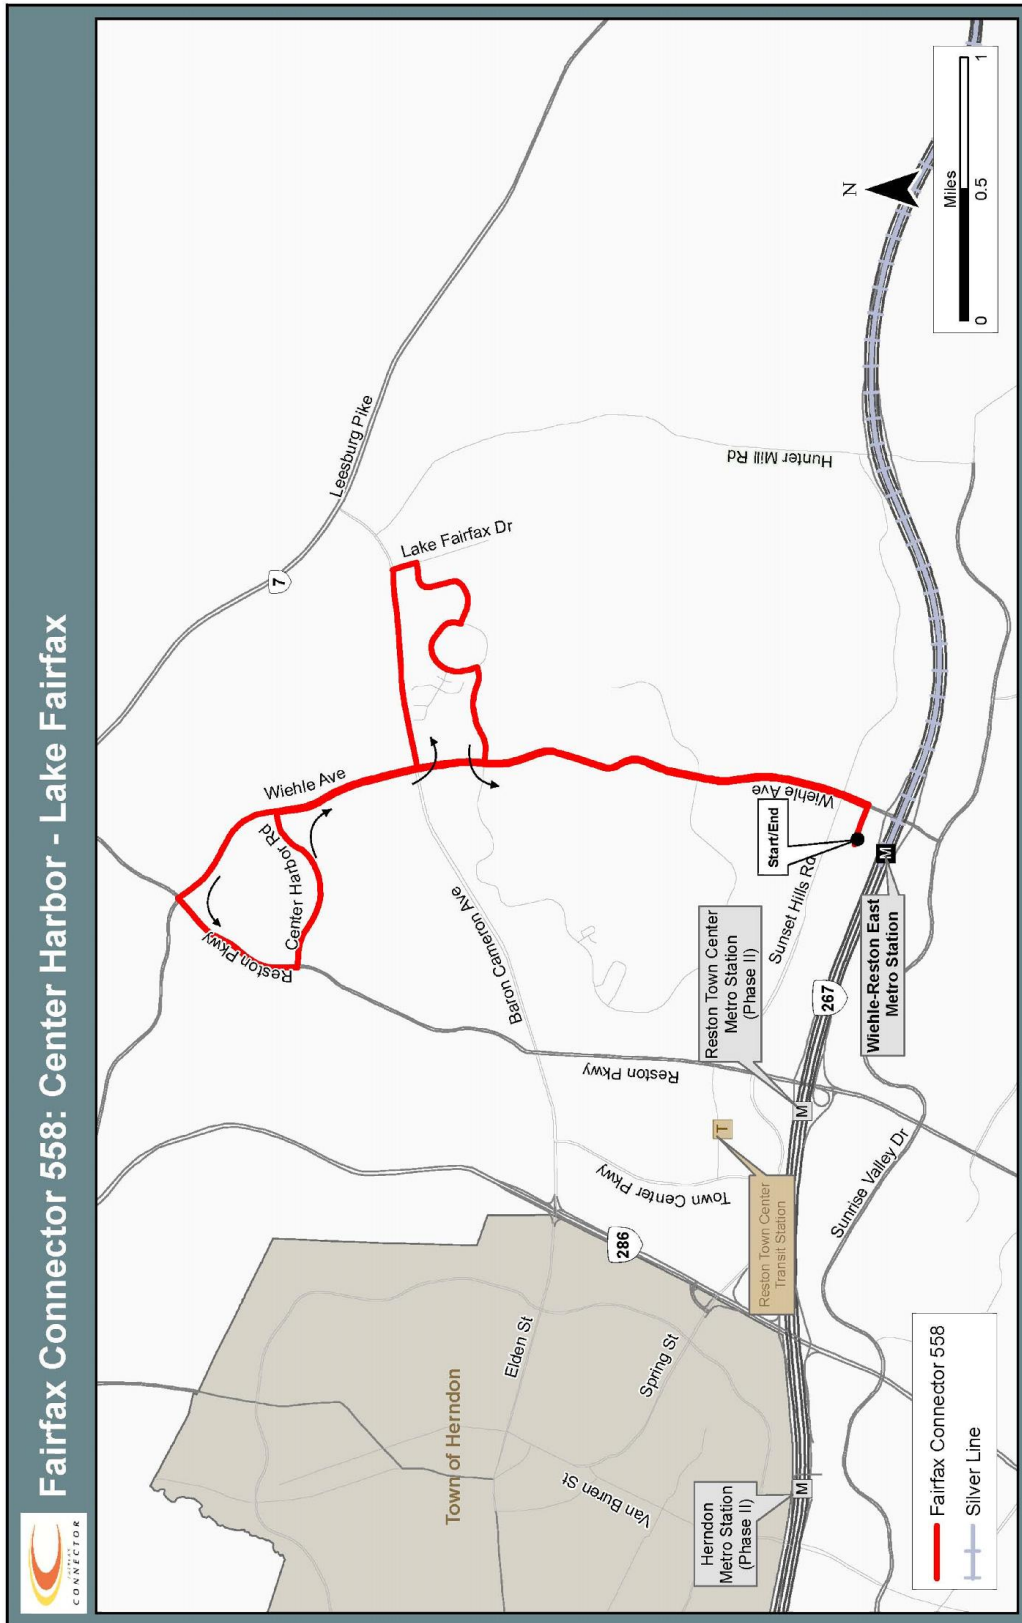 FAIRFAX
CONNECTOR
Fairfax Connector 558: Center Harbor - Lake Fairfax
Leesburg Pike
7
Lake Fairfax Dr
Hunter Mill Rd
Wiehle Ave
Center Harbor Rd
Reston Pkwy
Baron Cameron Ave
Wiehle Ave
Start/End
Sunset Hills Rd
M
Wiehle-Reston East
Metro Station
267
Reston Town Center
Metro Station
(Phase II)
M
Reston Pkwy
T
Reston Town Center
Transit Station
Town Center Pkwy
Sunrise Valley Dr
286
Town of Herndon
Elden St
Spring St
Van Buren St
Herndon
Metro Station
(Phase II)
M
N
Miles
0
0.5
1
Fairfax Connector 558
Silver Line